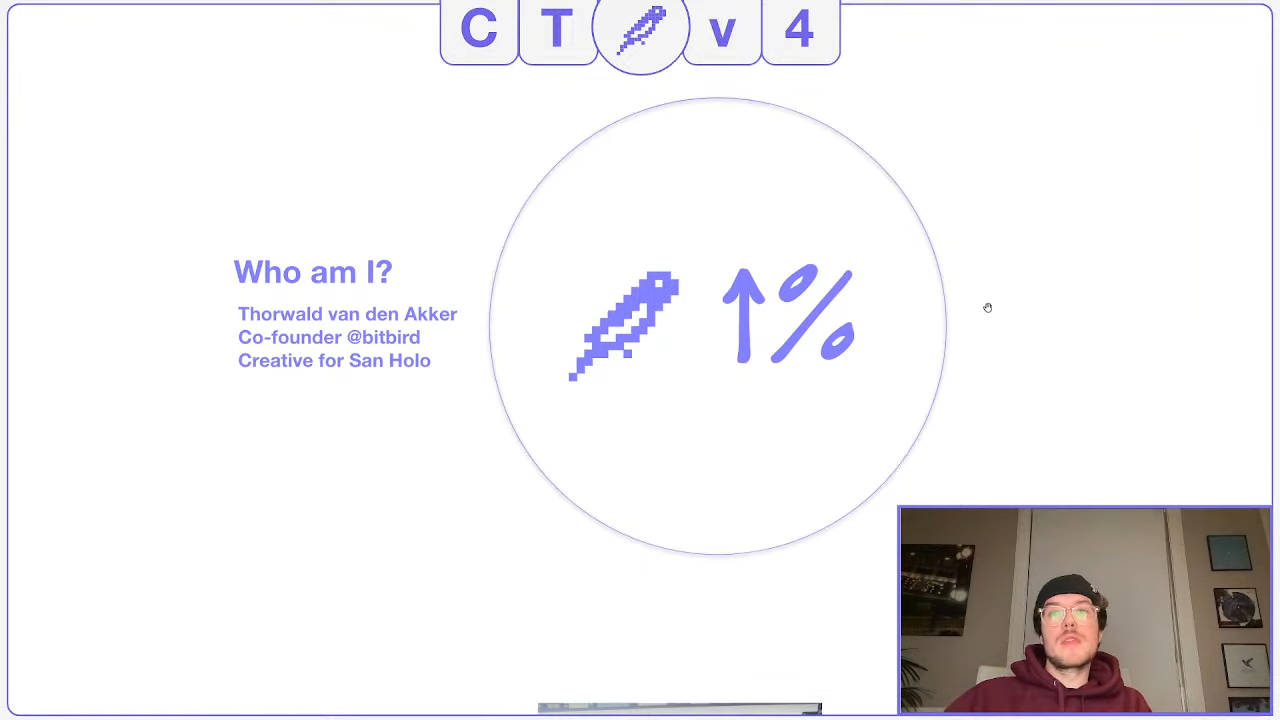 C T v 4
Who am I?
Thorwald van den Akker
Co-founder @bitbird
Creative for San Holo
↑%